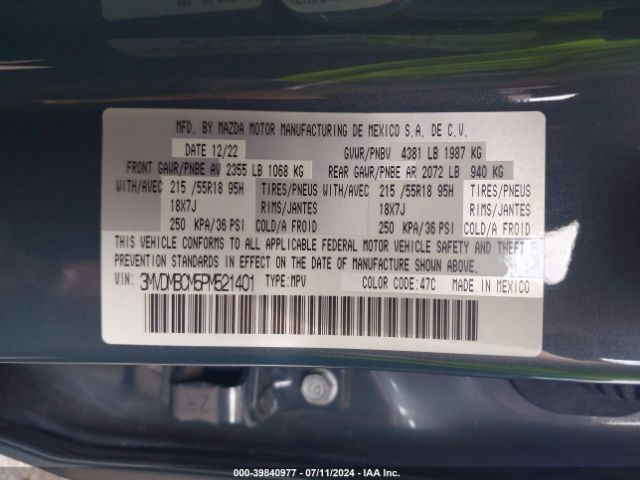 MFD. BY MAZDA MOTOR MANUFACTURING DE MEXICO S.A. DE C.V.
DATE 12/22 GVWR/PNBV 4381 LB 1987 KG
FRONT GAWR/PNBE AV 2355 LB 1068 KG REAR GAWR/PNBE AR 2072 LB 940 KG
WITH/AVEC 215 /55R18 95H TIRES/PNEUS WITH/AVEC 215 /55R18 95H TIRES/PNEUS
18X7J RIMS/JANTES 18X7J RIMS/JANTES
250 KPA/36 PSI COLD/A FROID 250 KPA/36 PSI COLD/A FROID
THIS VEHICLE CONFORMS TO ALL APPLICABLE FEDERAL MOTOR VEHICLE SAFETY AND THEFT
PREVENTION STANDARDS IN EFFECT ON THE DATE OF MANUFACTURE SHOWN ABOVE.
VIN: 3MVDMBCM5PM521401 TYPE:MPV COLOR CODE:47C MADE IN MEXICO
ZR
000-39840977 - 07/11/2024 - IAA Inc.